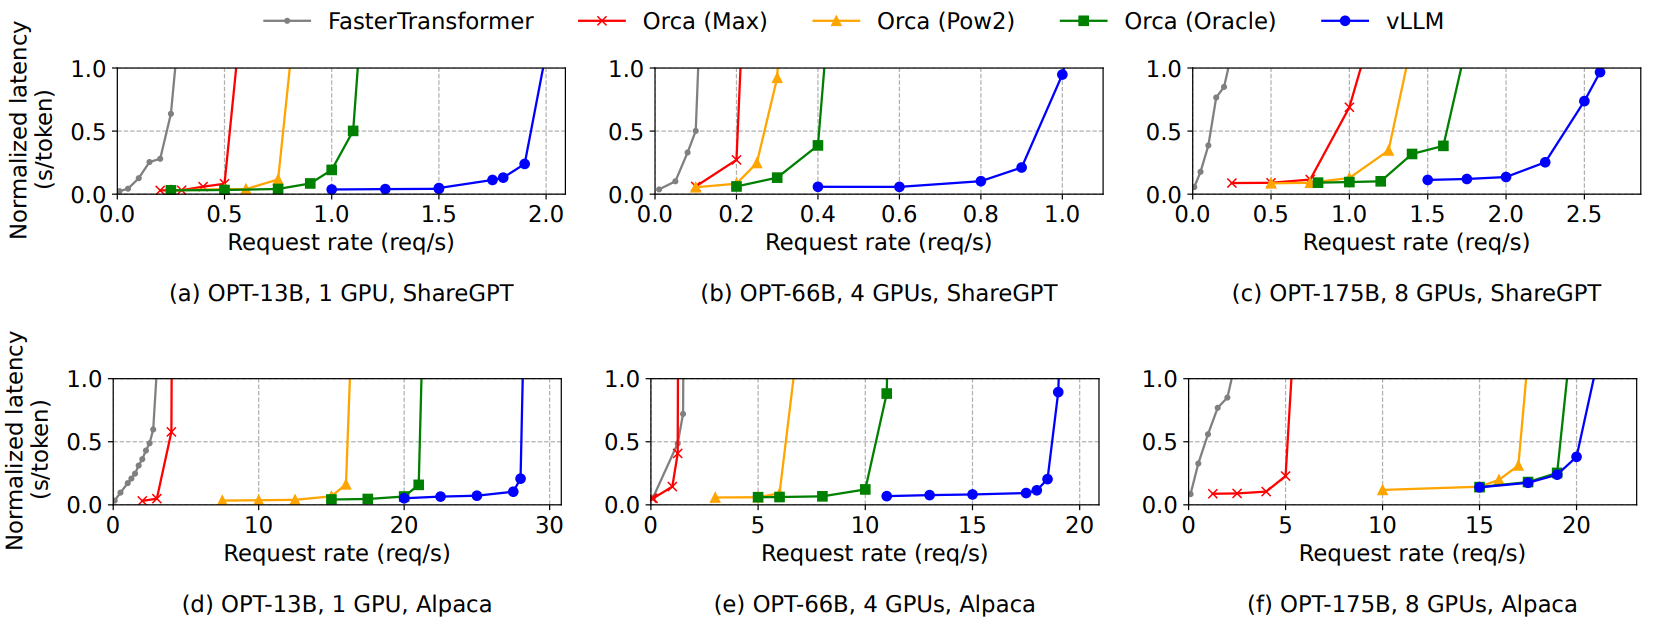 FasterTransformer Orca (Max) Orca (Pow2) Orca (Oracle) vLLM
Normalized latency
(s/token)
1.0
0.5
0.0
0.0 0.5 1.0 1.5 2.0
Request rate (req/s)
(a) OPT-13B, 1 GPU, ShareGPT
1.0
0.5
0.0
0.0 0.2 0.4 0.6 0.8 1.0
Request rate (req/s)
(b) OPT-66B, 4 GPUs, ShareGPT
1.0
0.5
0.0
0.0 0.5 1.0 1.5 2.0 2.5
Request rate (req/s)
(c) OPT-175B, 8 GPUs, ShareGPT
Normalized latency
(s/token)
1.0
0.5
0.0
0 10 20 30
Request rate (req/s)
(d) OPT-13B, 1 GPU, Alpaca
1.0
0.5
0.0
0 5 10 15 20
Request rate (req/s)
(e) OPT-66B, 4 GPUs, Alpaca
1.0
0.5
0.0
0 5 10 15 20
Request rate (req/s)
(f) OPT-175B, 8 GPUs, Alpaca